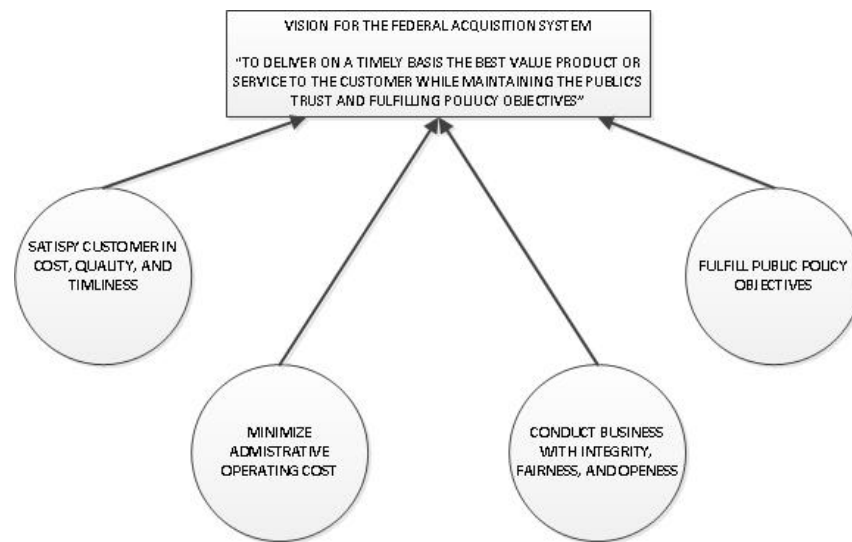 VISION FOR THE FEDERAL ACQUISITION SYSTEM
"TO DELIVER ON A TIMELY BASIS THE BEST VALUE PRODUCT OR
SERVICE TO THE CUSTOMER WHILE MAINTAINING THE PUBLIC'S
TRUST AND FULFILLING POLIUCY OBJECTIVES"
SATISPY CUSTOMER IN
COST, QUALITY, AND
TIMLINESS
FULFILL PUBLIC POLICY
OBJECTIVES
MINIMIZE
ADMISTRATIVE
OPERATING COST
CONDUCT BUSINESS
WITH INTEGRITY,
FAIRNESS, AND OPENESS